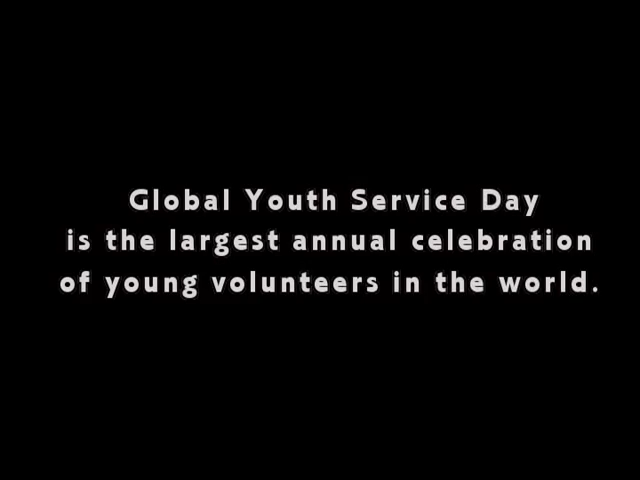 Global Youth Service Day
is the largest annual celebration
of young volunteers in the world.